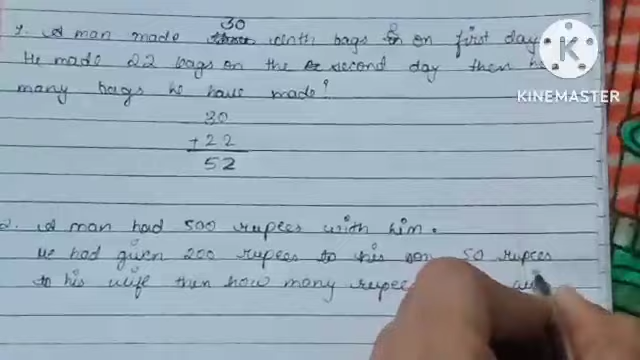 30
1. A man made cloth bags on first day
He made 22 bags on the second day then he
KINEMASTER
many bags he have made?
30
+22
52
2. A man had 500 rupees with him.
He had given 200 rupees to his son 50 rupees
to his wife then how many rupee